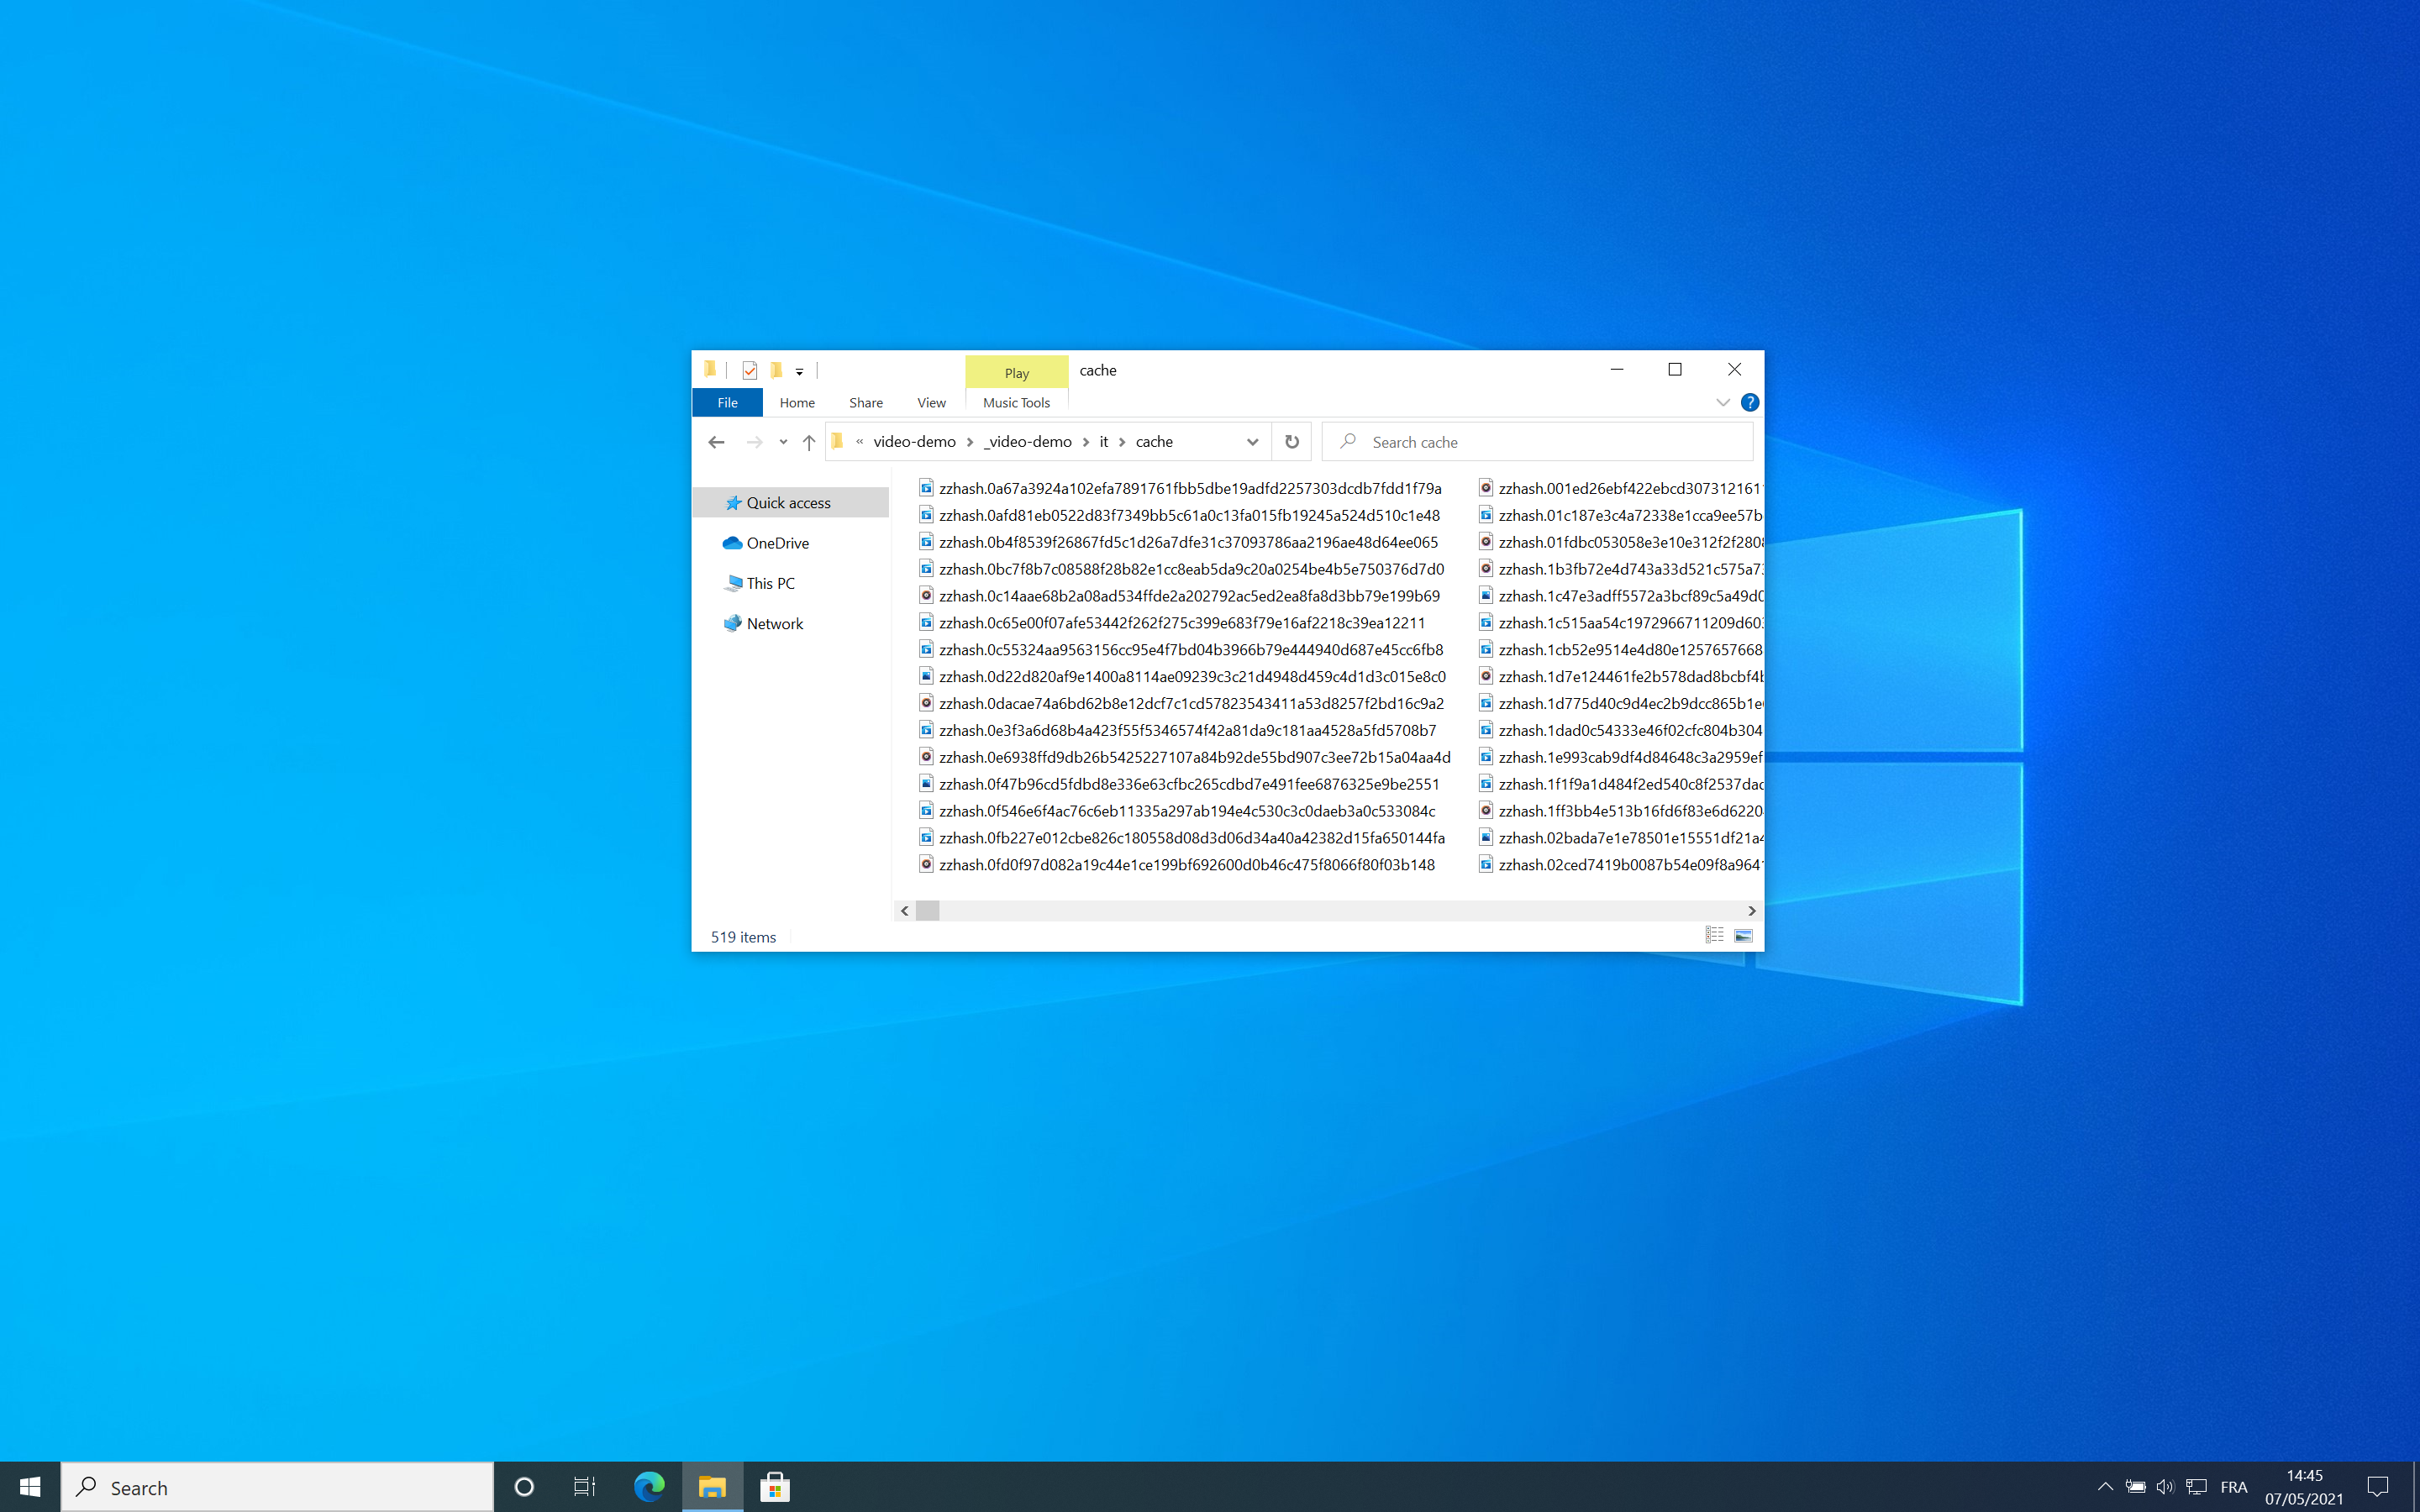 Play
cache
File
Home
Share
View
Music Tools
?
« video-demo > _video-demo > it > cache
Search cache
Quick access
OneDrive
This PC
Network
zzhash.0a67a3924a102efa7891761fbb5dbe19adfd2257303dcdb7fdd1f79a
zzhash.0afd81eb0522d83f7349bb5c61a0c13fa015fb19245a524d510c1e48
zzhash.0b4f8539f26867fd5c1d26a7dfe31c37093786aa2196ae48d64ee065
zzhash.0bc7f8b7c08588f28b82e1cc8eab5da9c20a0254be4b5e750376d7d0
zzhash.0c14aae68b2a08ad534ffde2a202792ac5ed2ea8fa8d3bb79e199b69
zzhash.0c65e00f07afe53442f262f275c399e683f79e16af2218c39ea12211
zzhash.0c55324aa9563156cc95e4f7bd04b3966b79e444940d687e45cc6fb8
zzhash.0d22d820af9e1400a8114ae09239c3c21d4948d459c4d1d3c015e8c0
zzhash.0dacae74a6bd62b8e12dcf7c1cd57823543411a53d8257f2bd16c9a2
zzhash.0e3f3a6d68b4a423f55f5346574f42a81da9c181aa4528a5fd5708b7
zzhash.0e6938ffd9db26b5425227107a84b92de55bd907c3ee72b15a04aa4d
zzhash.0f47b96cd5fdbd8e336e63cfbc265cdbd7e491fee6876325e9be2551
zzhash.0f546e6f4ac76c6eb11335a297ab194e4c530c3c0daeb3a0c533084c
zzhash.0fb227e012cbe826c180558d08d3d06d34a40a42382d15fa650144fa
zzhash.0fd0f97d082a19c44e1ce199bf692600d0b46c475f8066f80f03b148
zzhash.001ed26ebf422ebcd307312161
zzhash.01c187e3c4a72338e1cca9ee57b
zzhash.01fdbc053058e3e10e312f2f280
zzhash.1b3fb72e4d743a33d521c575a7
zzhash.1c47e3adff5572a3bcf89c5a49d0
zzhash.1c515aa54c1972966711209d60
zzhash.1cb52e9514e4d80e1257657668
zzhash.1d7e124461fe2b578dad8bcbf4
zzhash.1d775d40c9d4ec2b9dcc865b1e
zzhash.1dad0c54333e46f02cfc804b304
zzhash.1e993cab9df4d84648c3a2959ef
zzhash.1f1f9a1d484f2ed540c8f2537dac
zzhash.1ff3bb4e513b16fd6f83e6d6220
zzhash.02bada7e1e78501e15551df21a4
zzhash.02ced7419b0087b54e09f8a964
519 items
Search
FRA
14:45
07/05/2021